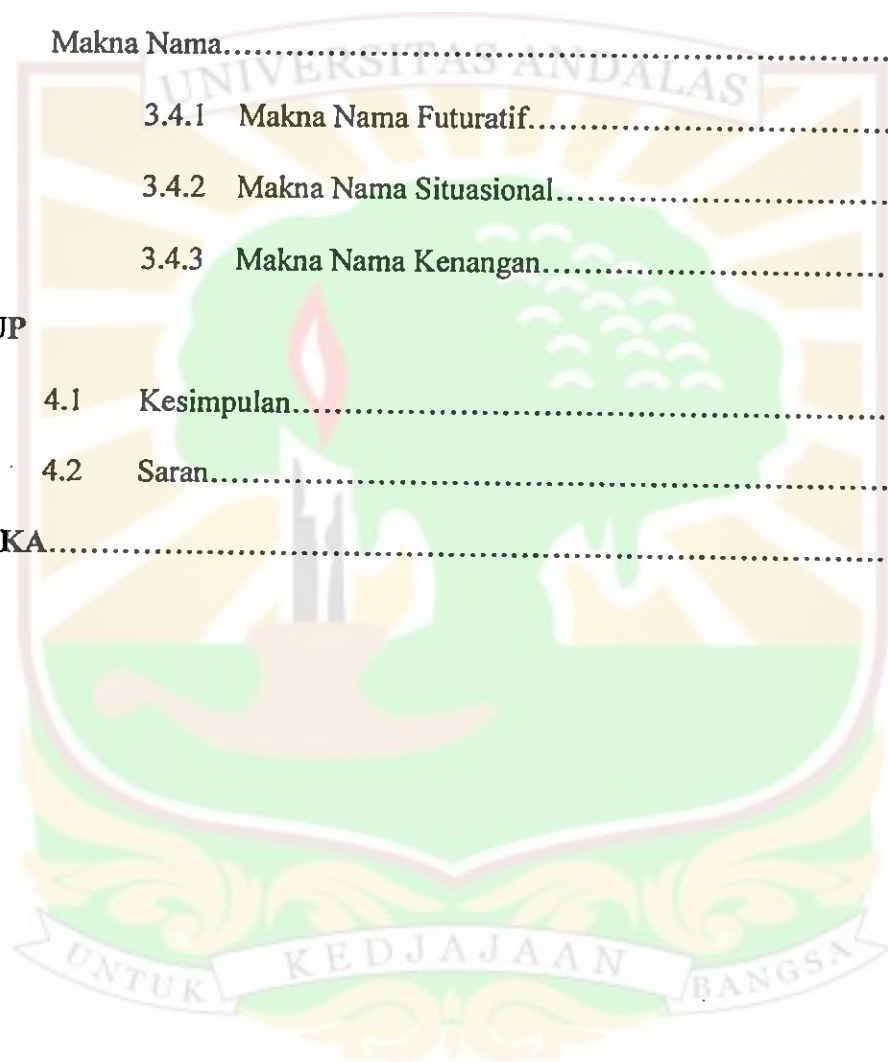 Makna Nama........................................................
UNIVERSITAS ANDALAS
3.4.1 Makna Nama Futuratif..............................
3.4.2 Makna Nama Situasional...........................
3.4.3 Makna Nama Kenangan............................
UP
4.1 Kesimpulan..............................................
4.2 Saran.......................................................
KA.................................................................
UNTUK KEDJAJAAN BANGSA